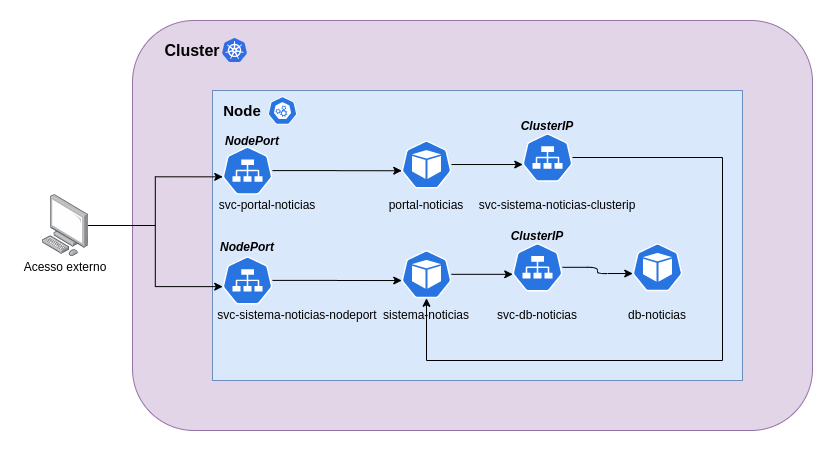 Cluster
Node
NodePort
ClusterIP
svc-portal-noticias
portal-noticias
svc-sistema-noticias-clusterip
Acesso externo
NodePort
ClusterIP
svc-sistema-noticias-nodeport
sistema-noticias
svc-db-noticias
db-noticias